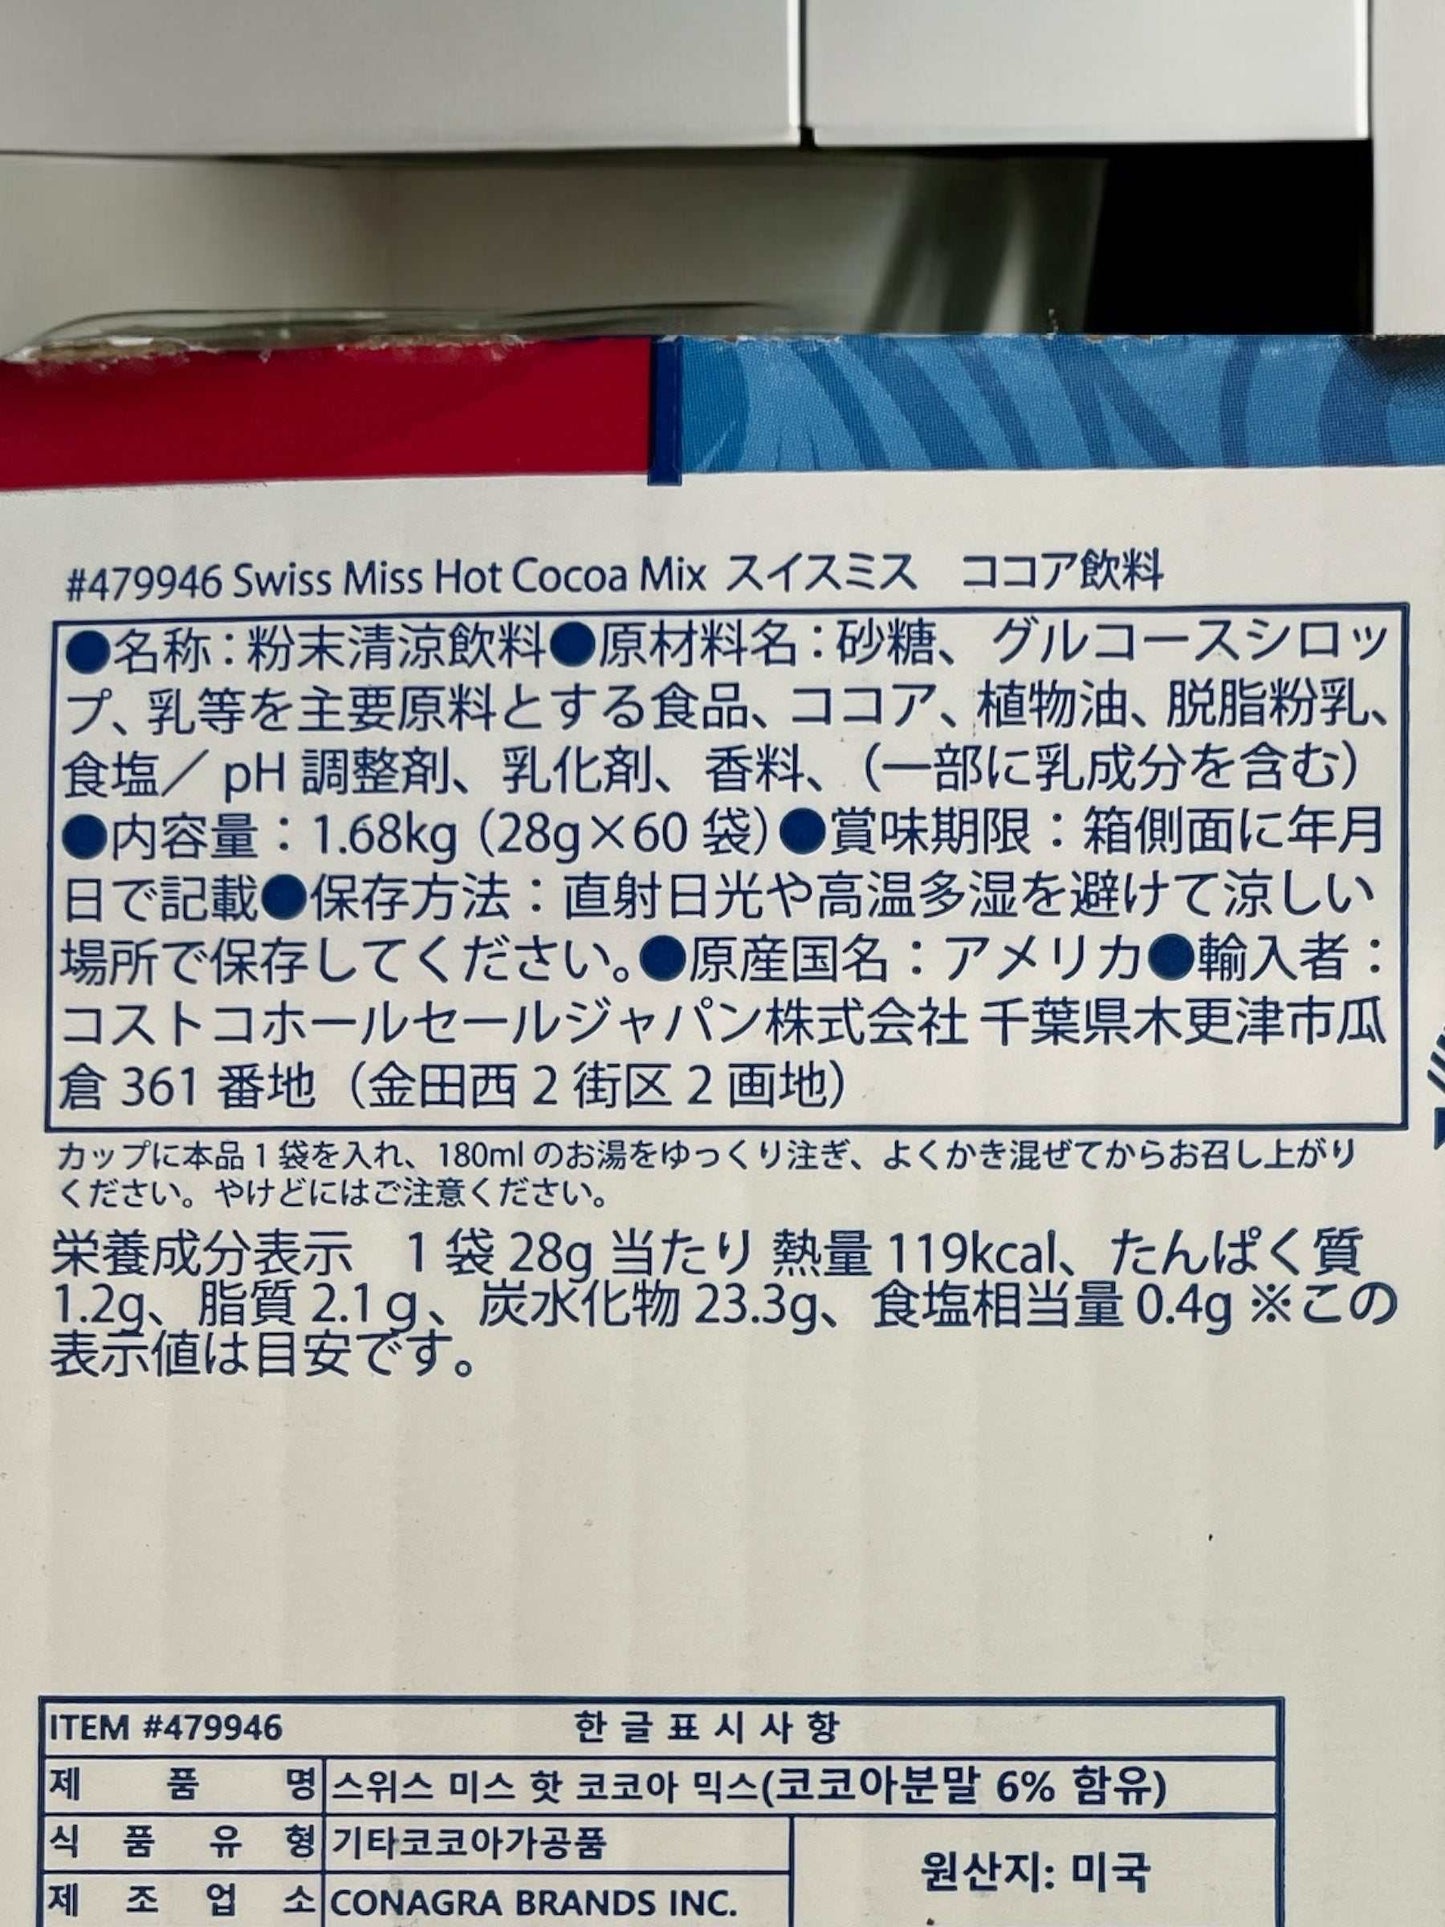 #479946 Swiss Miss Hot Cocoa Mix スイスミス　ココア飲料
●名称：粉末清涼飲料●原材料名：砂糖、グルコースシロッ
プ、乳等を主要原料とする食品、ココア、植物油、脱脂粉乳、
食塩／ pH 調整剤、乳化剤、香料、（一部に乳成分を含む）
●内容量：1.68kg（28g×60 袋）●賞味期限：箱側面に年月
日で記載●保存方法：直射日光や高温多湿を避けて涼しい
場所で保存してください。●原産国名：アメリカ●輸入者：
コストコホールセールジャパン株式会社 千葉県木更津市瓜
倉 361 番地（金田西 2 街区 2 画地）
カップに本品 1 袋を入れ、180ml のお湯をゆっくり注ぎ、よくかき混ぜてからお召し上がり
ください。やけどにはご注意ください。
栄養成分表示　1 袋 28g 当たり 熱量 119kcal、たんぱく質
1.2g、脂質 2.1ｇ、炭水化物 23.3g、食塩相当量 0.4g ※この
表示値は目安です。
ITEM #479946 한글표시사항
제품명 스위스 미스 핫 코코아 믹스(코코아분말 6% 함유)
식품유형 기타코코아가공품
원산지: 미국
제조업소 CONAGRA BRANDS INC.